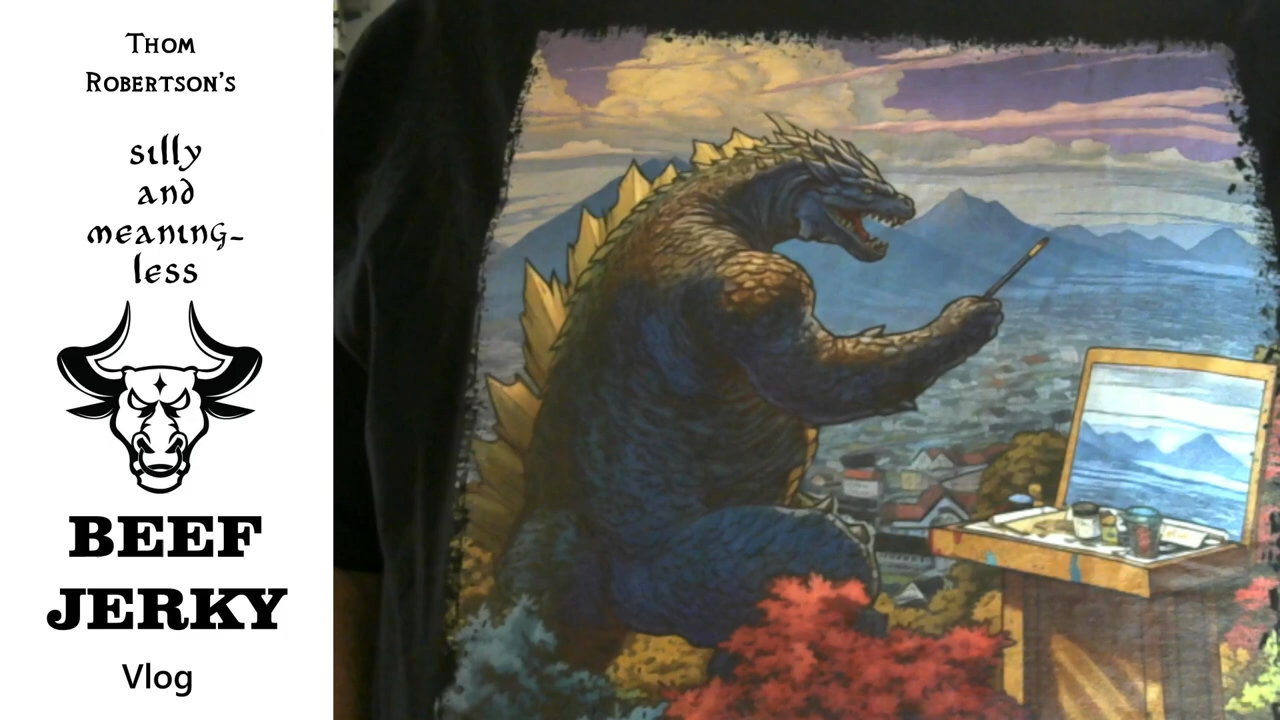 Thom
Robertson's
silly
and
meaning-
less
BEEF
JERKY
Vlog